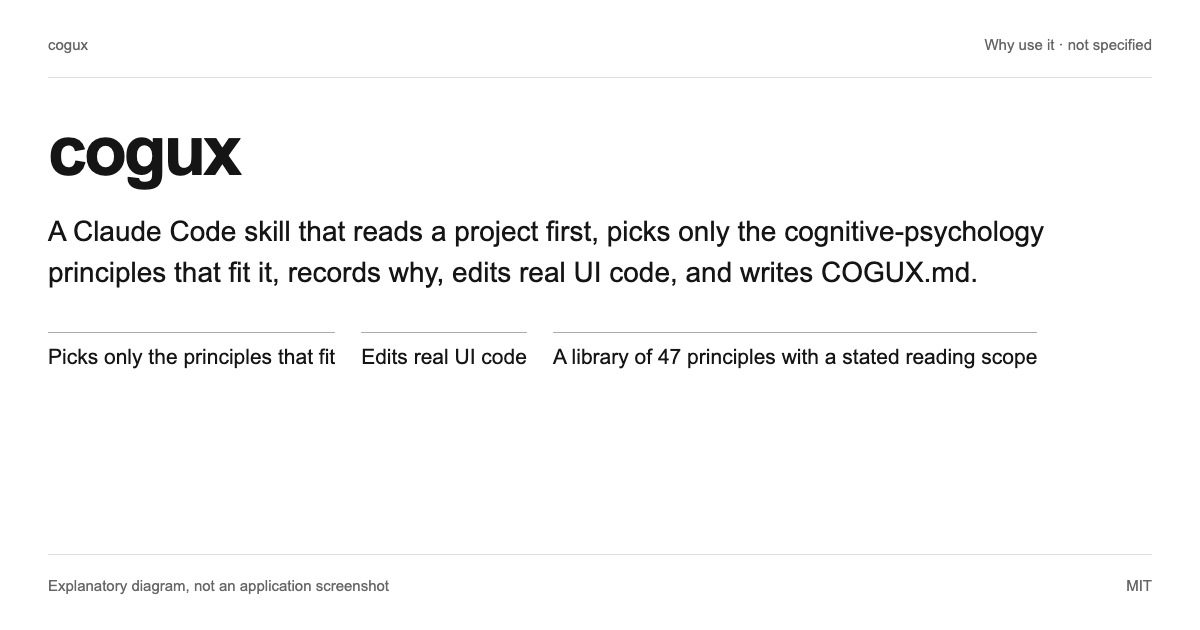 cogux
Why use it · not specified
cogux
A Claude Code skill that reads a project first, picks only the cognitive-psychology
principles that fit it, records why, edits real UI code, and writes COGUX.md.
Picks only the principles that fit
Edits real UI code
A library of 47 principles with a stated reading scope
Explanatory diagram, not an application screenshot
MIT